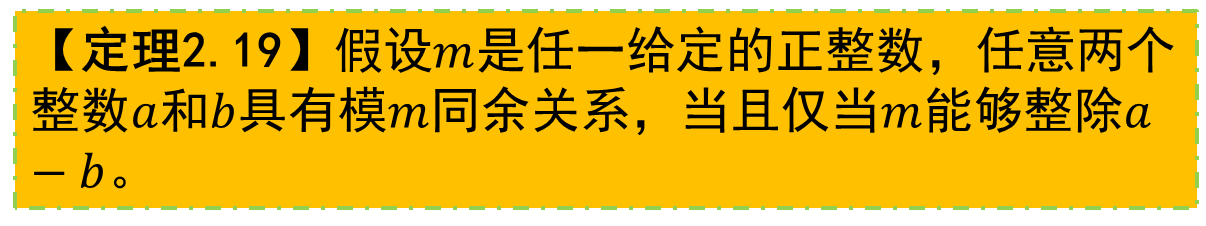 【定理2.19】假设m是任一给定的正整数，任意两个
整数a和b具有模m同余关系，当且仅当m能够整除a
− b。